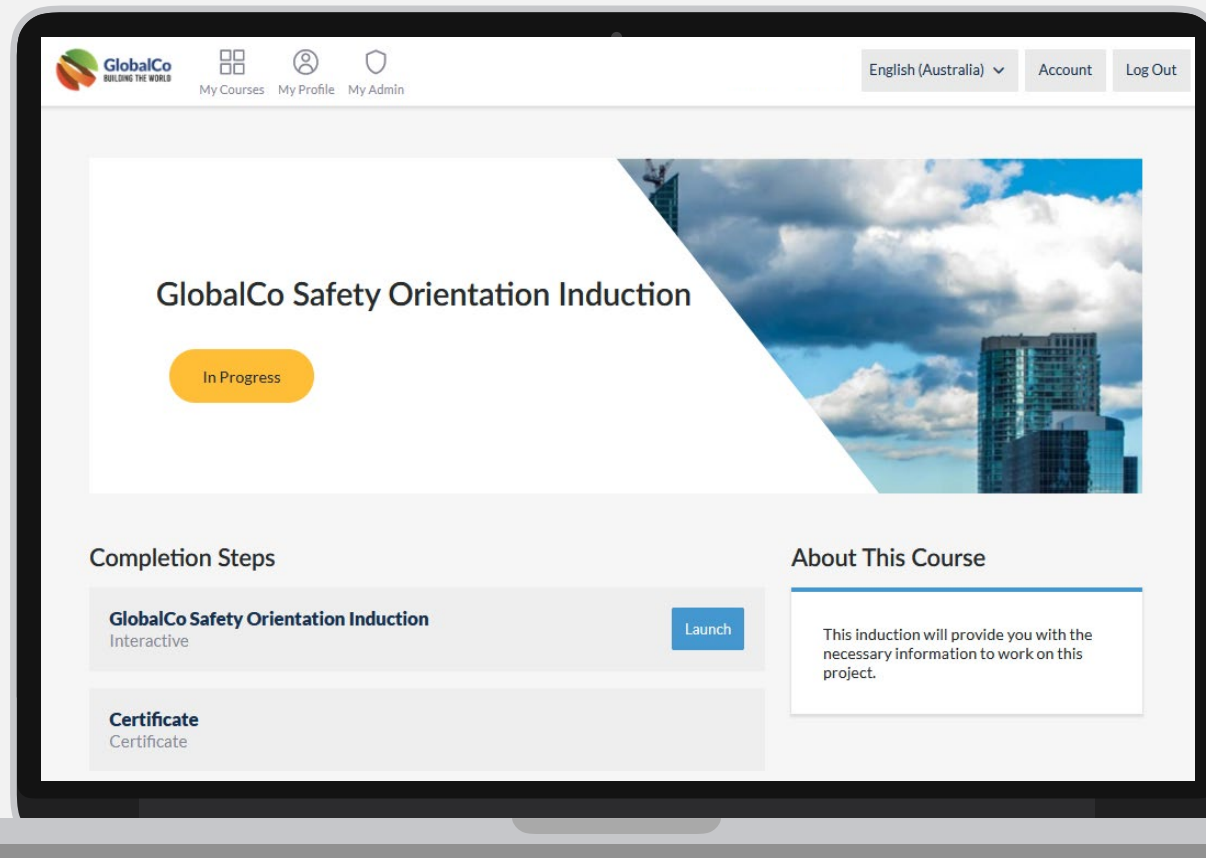 GlobalCo
BUILDING THE WORLD
My Courses
My Profile
My Admin
English (Australia)
Account
Log Out
GlobalCo Safety Orientation Induction
In Progress
Completion Steps
GlobalCo Safety Orientation Induction
Interactive
Launch
Certificate
Certificate
About This Course
This induction will provide you with the
necessary information to work on this
project.